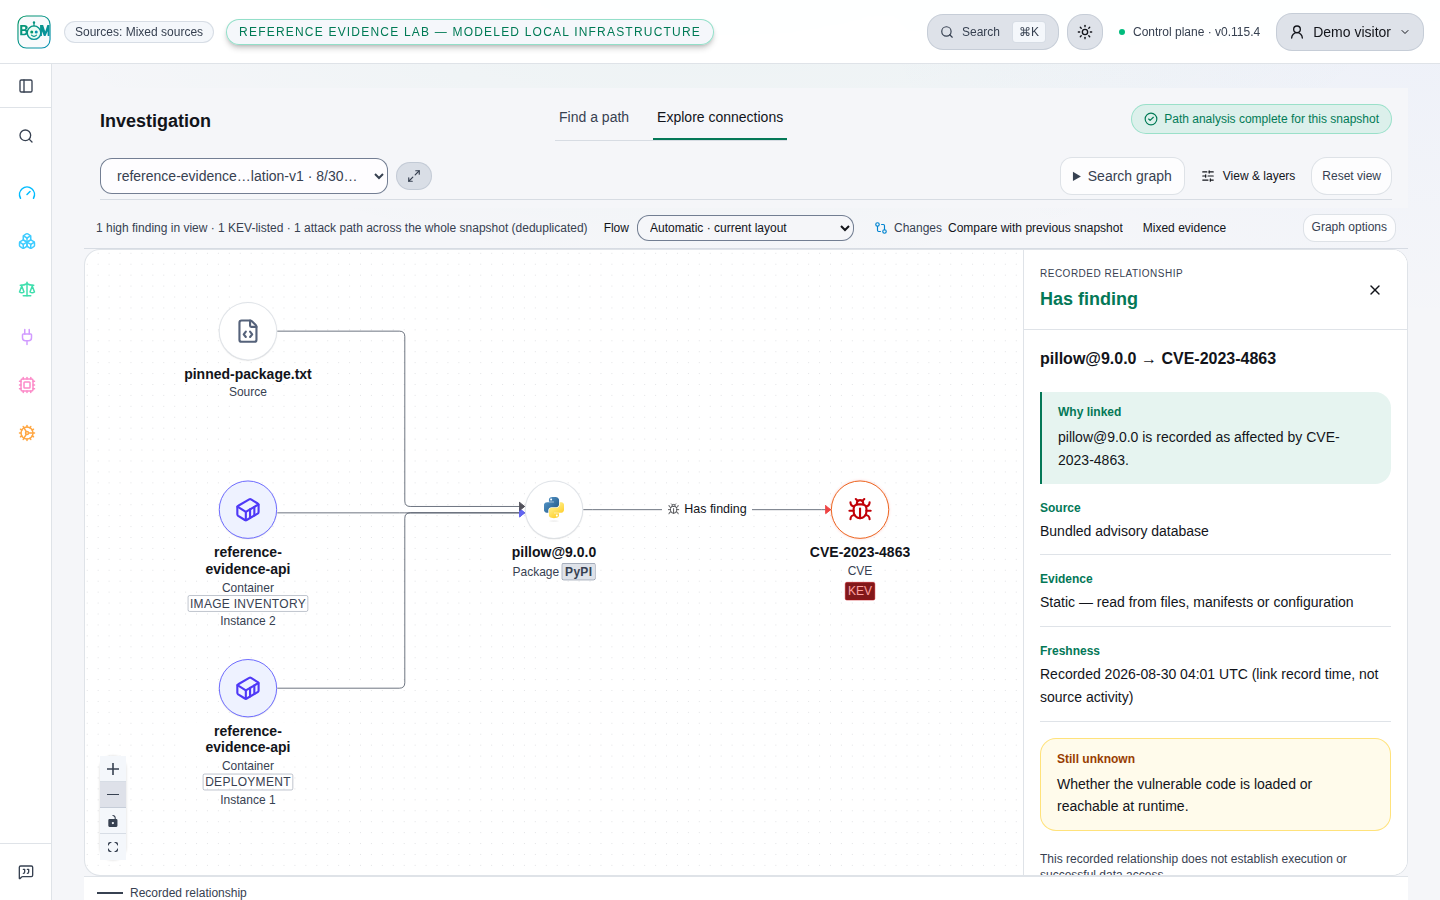 BOM
Sources: Mixed sources
REFERENCE EVIDENCE LAB — MODELED LOCAL INFRASTRUCTURE
Search ⌘K
Control plane · v0.115.4
Demo visitor
Investigation
Find a path
Explore connections
Path analysis complete for this snapshot
reference-evidence…lation-v1 · 8/30…
Search graph
View & layers
Reset view
1 high finding in view · 1 KEV-listed · 1 attack path across the whole snapshot (deduplicated)
Flow
Automatic · current layout
Changes
Compare with previous snapshot
Mixed evidence
Graph options
pinned-package.txt
Source
reference-
evidence-api
Container
IMAGE INVENTORY
Instance 2
reference-
evidence-api
Container
DEPLOYMENT
Instance 1
pillow@9.0.0
Package PyPI
Has finding
CVE-2023-4863
CVE
KEV
RECORDED RELATIONSHIP
Has finding
pillow@9.0.0 → CVE-2023-4863
Why linked
pillow@9.0.0 is recorded as affected by CVE-
2023-4863.
Source
Bundled advisory database
Evidence
Static — read from files, manifests or configuration
Freshness
Recorded 2026-08-30 04:01 UTC (link record time, not
source activity)
Still unknown
Whether the vulnerable code is loaded or
reachable at runtime.
This recorded relationship does not establish execution or
successful data access.
Recorded relationship